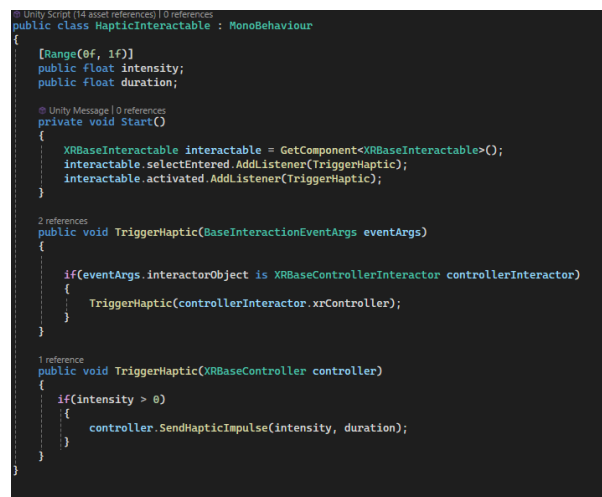 Unity Script (14 asset references) | 0 references
public class HapticInteractable : MonoBehaviour
{
[Range(0f, 1f)]
public float intensity;
public float duration;
Unity Message | 0 references
private void Start()
{
XRBaseInteractable interactable = GetComponent<XRBaseInteractable>();
interactable.selectEntered.AddListener(TriggerHaptic);
interactable.activated.AddListener(TriggerHaptic);
}
2 references
public void TriggerHaptic(BaseInteractionEventArgs eventArgs)
{
if(eventArgs.interactorObject is XRBaseControllerInteractor controllerInteractor)
{
TriggerHaptic(controllerInteractor.xrController);
}
}
1 reference
public void TriggerHaptic(XRBaseController controller)
{
if(intensity > 0)
{
controller.SendHapticImpulse(intensity, duration);
}
}
}